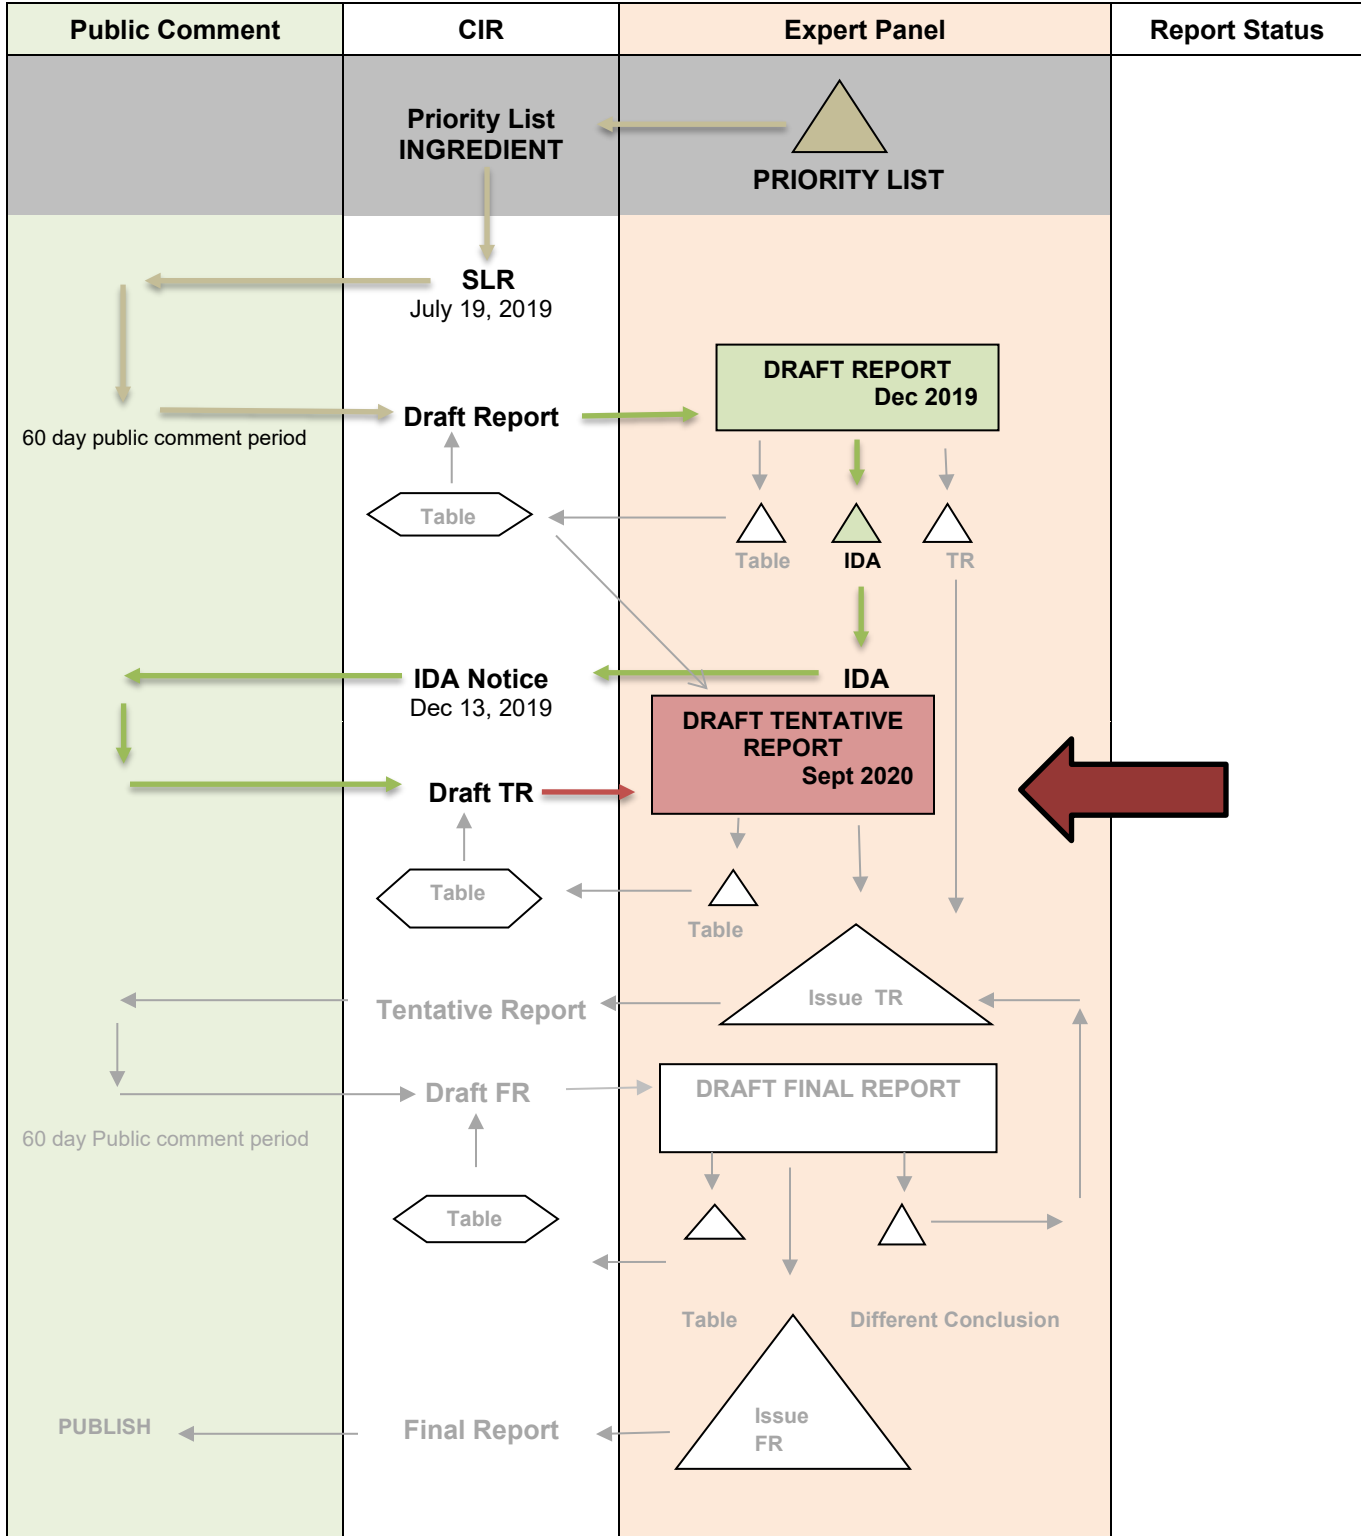 Public Comment
CIR
Expert Panel
Report Status
Priority List
INGREDIENT
PRIORITY LIST
SLR
July 19, 2019
DRAFT REPORT
Dec 2019
Draft Report
60 day public comment period
Table
Table
IDA
TR
IDA Notice
Dec 13, 2019
IDA
DRAFT TENTATIVE
REPORT
Sept 2020
Draft TR
Table
Table
Issue TR
Tentative Report
DRAFT FINAL REPORT
Draft FR
60 day Public comment period
Table
Table
Different Conclusion
PUBLISH
Final Report
Issue
FR